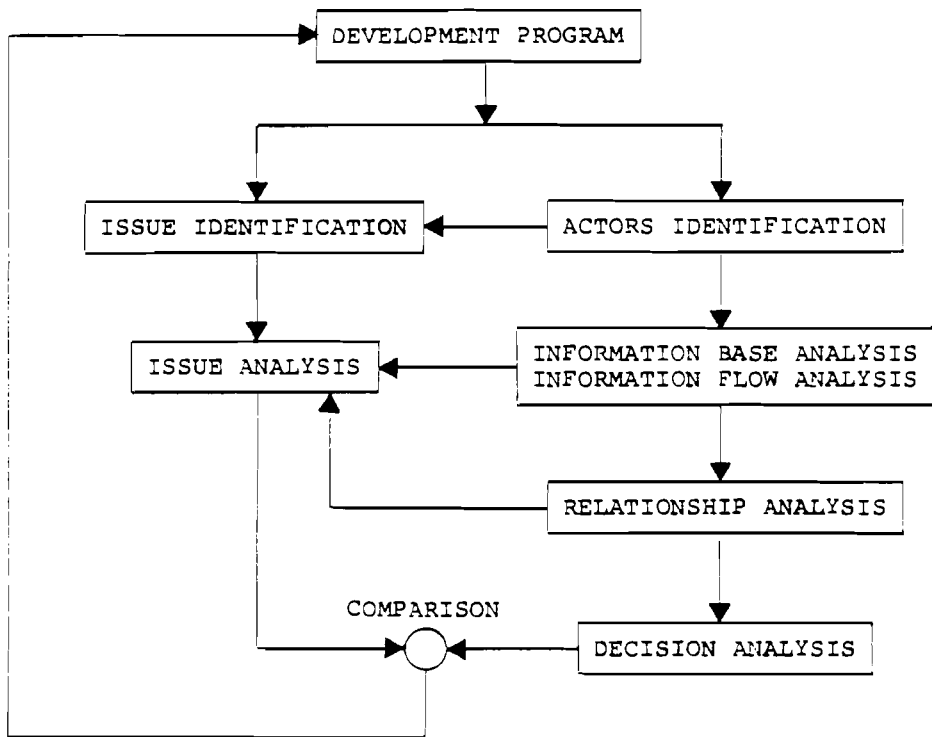 DEVELOPMENT PROGRAM
ISSUE IDENTIFICATION
ACTORS IDENTIFICATION
ISSUE ANALYSIS
INFORMATION BASE ANALYSIS
INFORMATION FLOW ANALYSIS
RELATIONSHIP ANALYSIS
COMPARISON
DECISION ANALYSIS